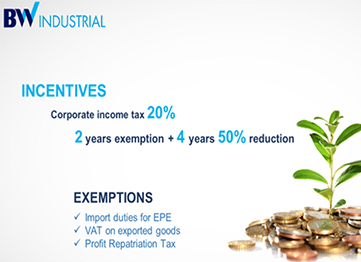 BW INDUSTRIAL
INCENTIVES
Corporate income tax 20%
2 years exemption + 4 years 50% reduction
EXEMPTIONS
✓ Import duties for EPE
✓ VAT on exported goods
✓ Profit Repatriation Tax